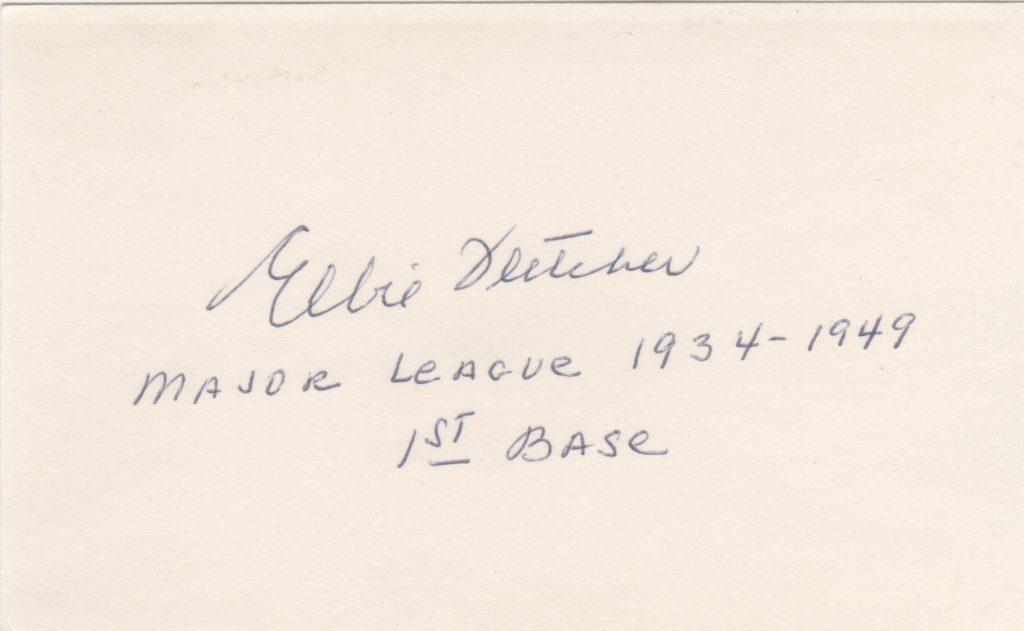 Elbie Fletcher
MAJOR LEAGUE 1934-1949
1ST BASE